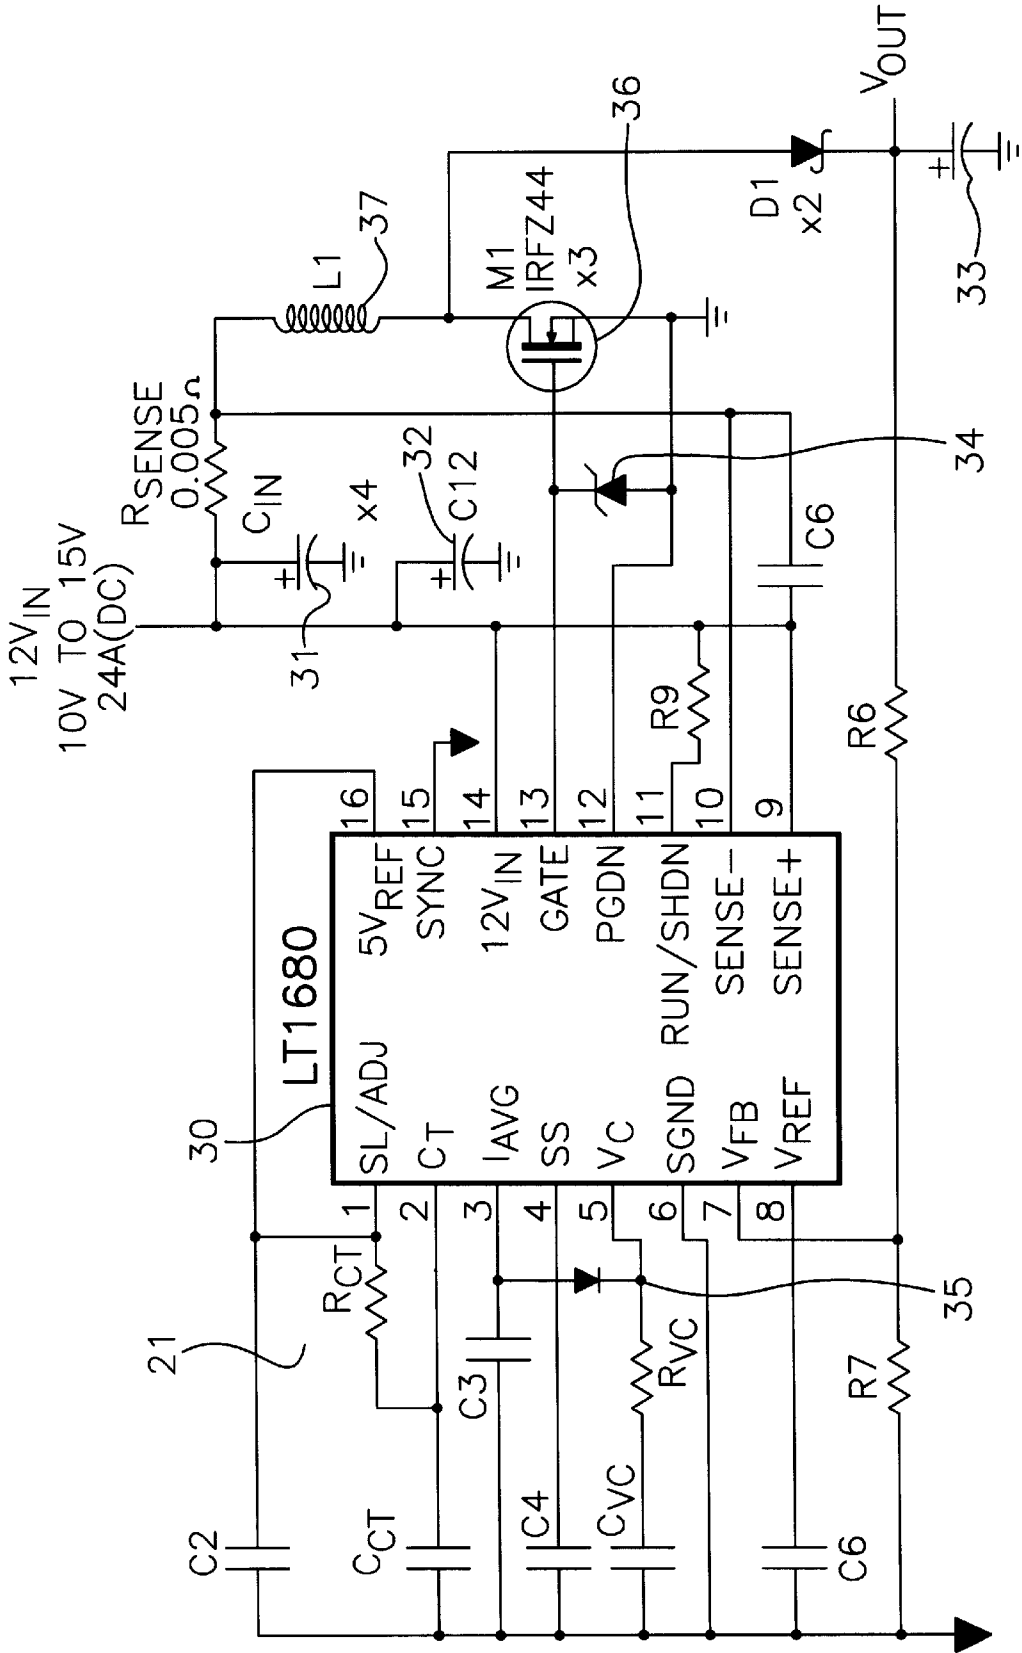 12V_IN
10V TO 15V
24A(DC)
R_SENSE
0.005Ω
C_IN
x4
31
32
C12
L1
37
M1
IRFZ44
x3
36
34
D1
x2
V_OUT
33
C6
R9
R6
LT1680
30
5V_REF
16
SYNC
15
12V_IN
14
GATE
13
PGDN
12
RUN/SHDN
11
SENSE−
10
SENSE+
9
SL/ADJ
1
C_T
2
I_AVG
3
SS
4
V_C
5
SGND
6
V_FB
7
V_REF
8
21
R_CT
C3
R_VC
35
R7
C2
C_CT
C4
C_VC
C6